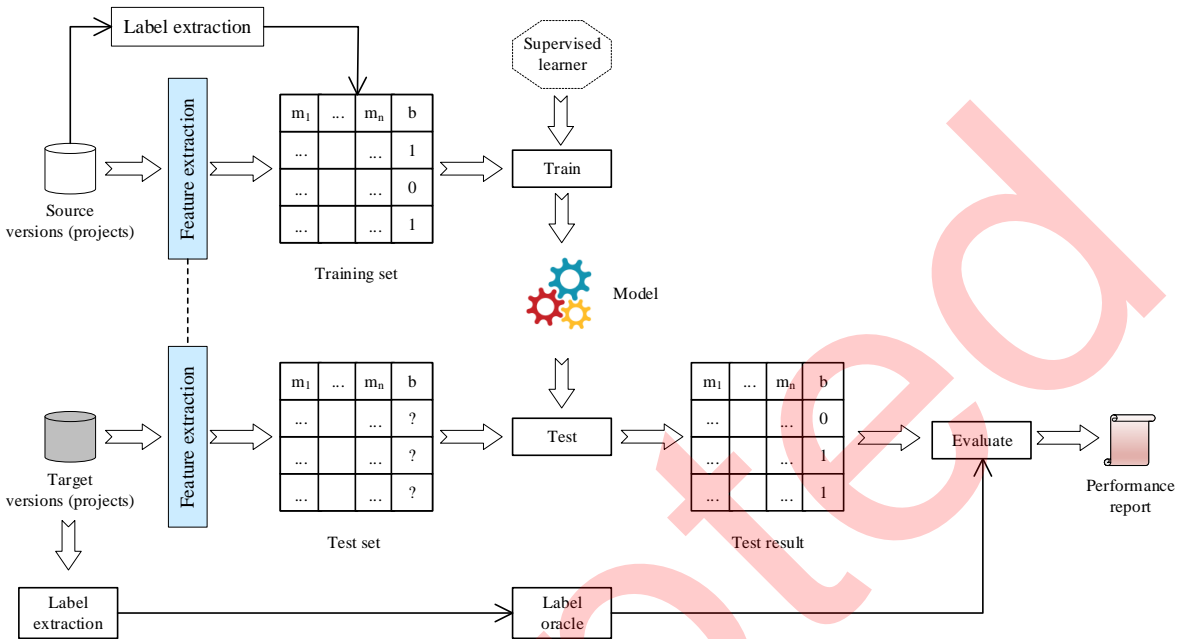 Label extraction
Supervised
learner
Feature extraction
m1 ... mn b
... ... 1
... ... 0
... ... 1
Train
Source
versions (projects)
Training set
Model
Feature extraction
m1 ... mn b
... ... ?
... ... ?
... ... ?
Test
m1 ... mn b
... ... 0
... ... 1
... ... 1
Evaluate
Target
versions (projects)
Performance
report
Test set
Test result
Label
extraction
Label
oracle
pted